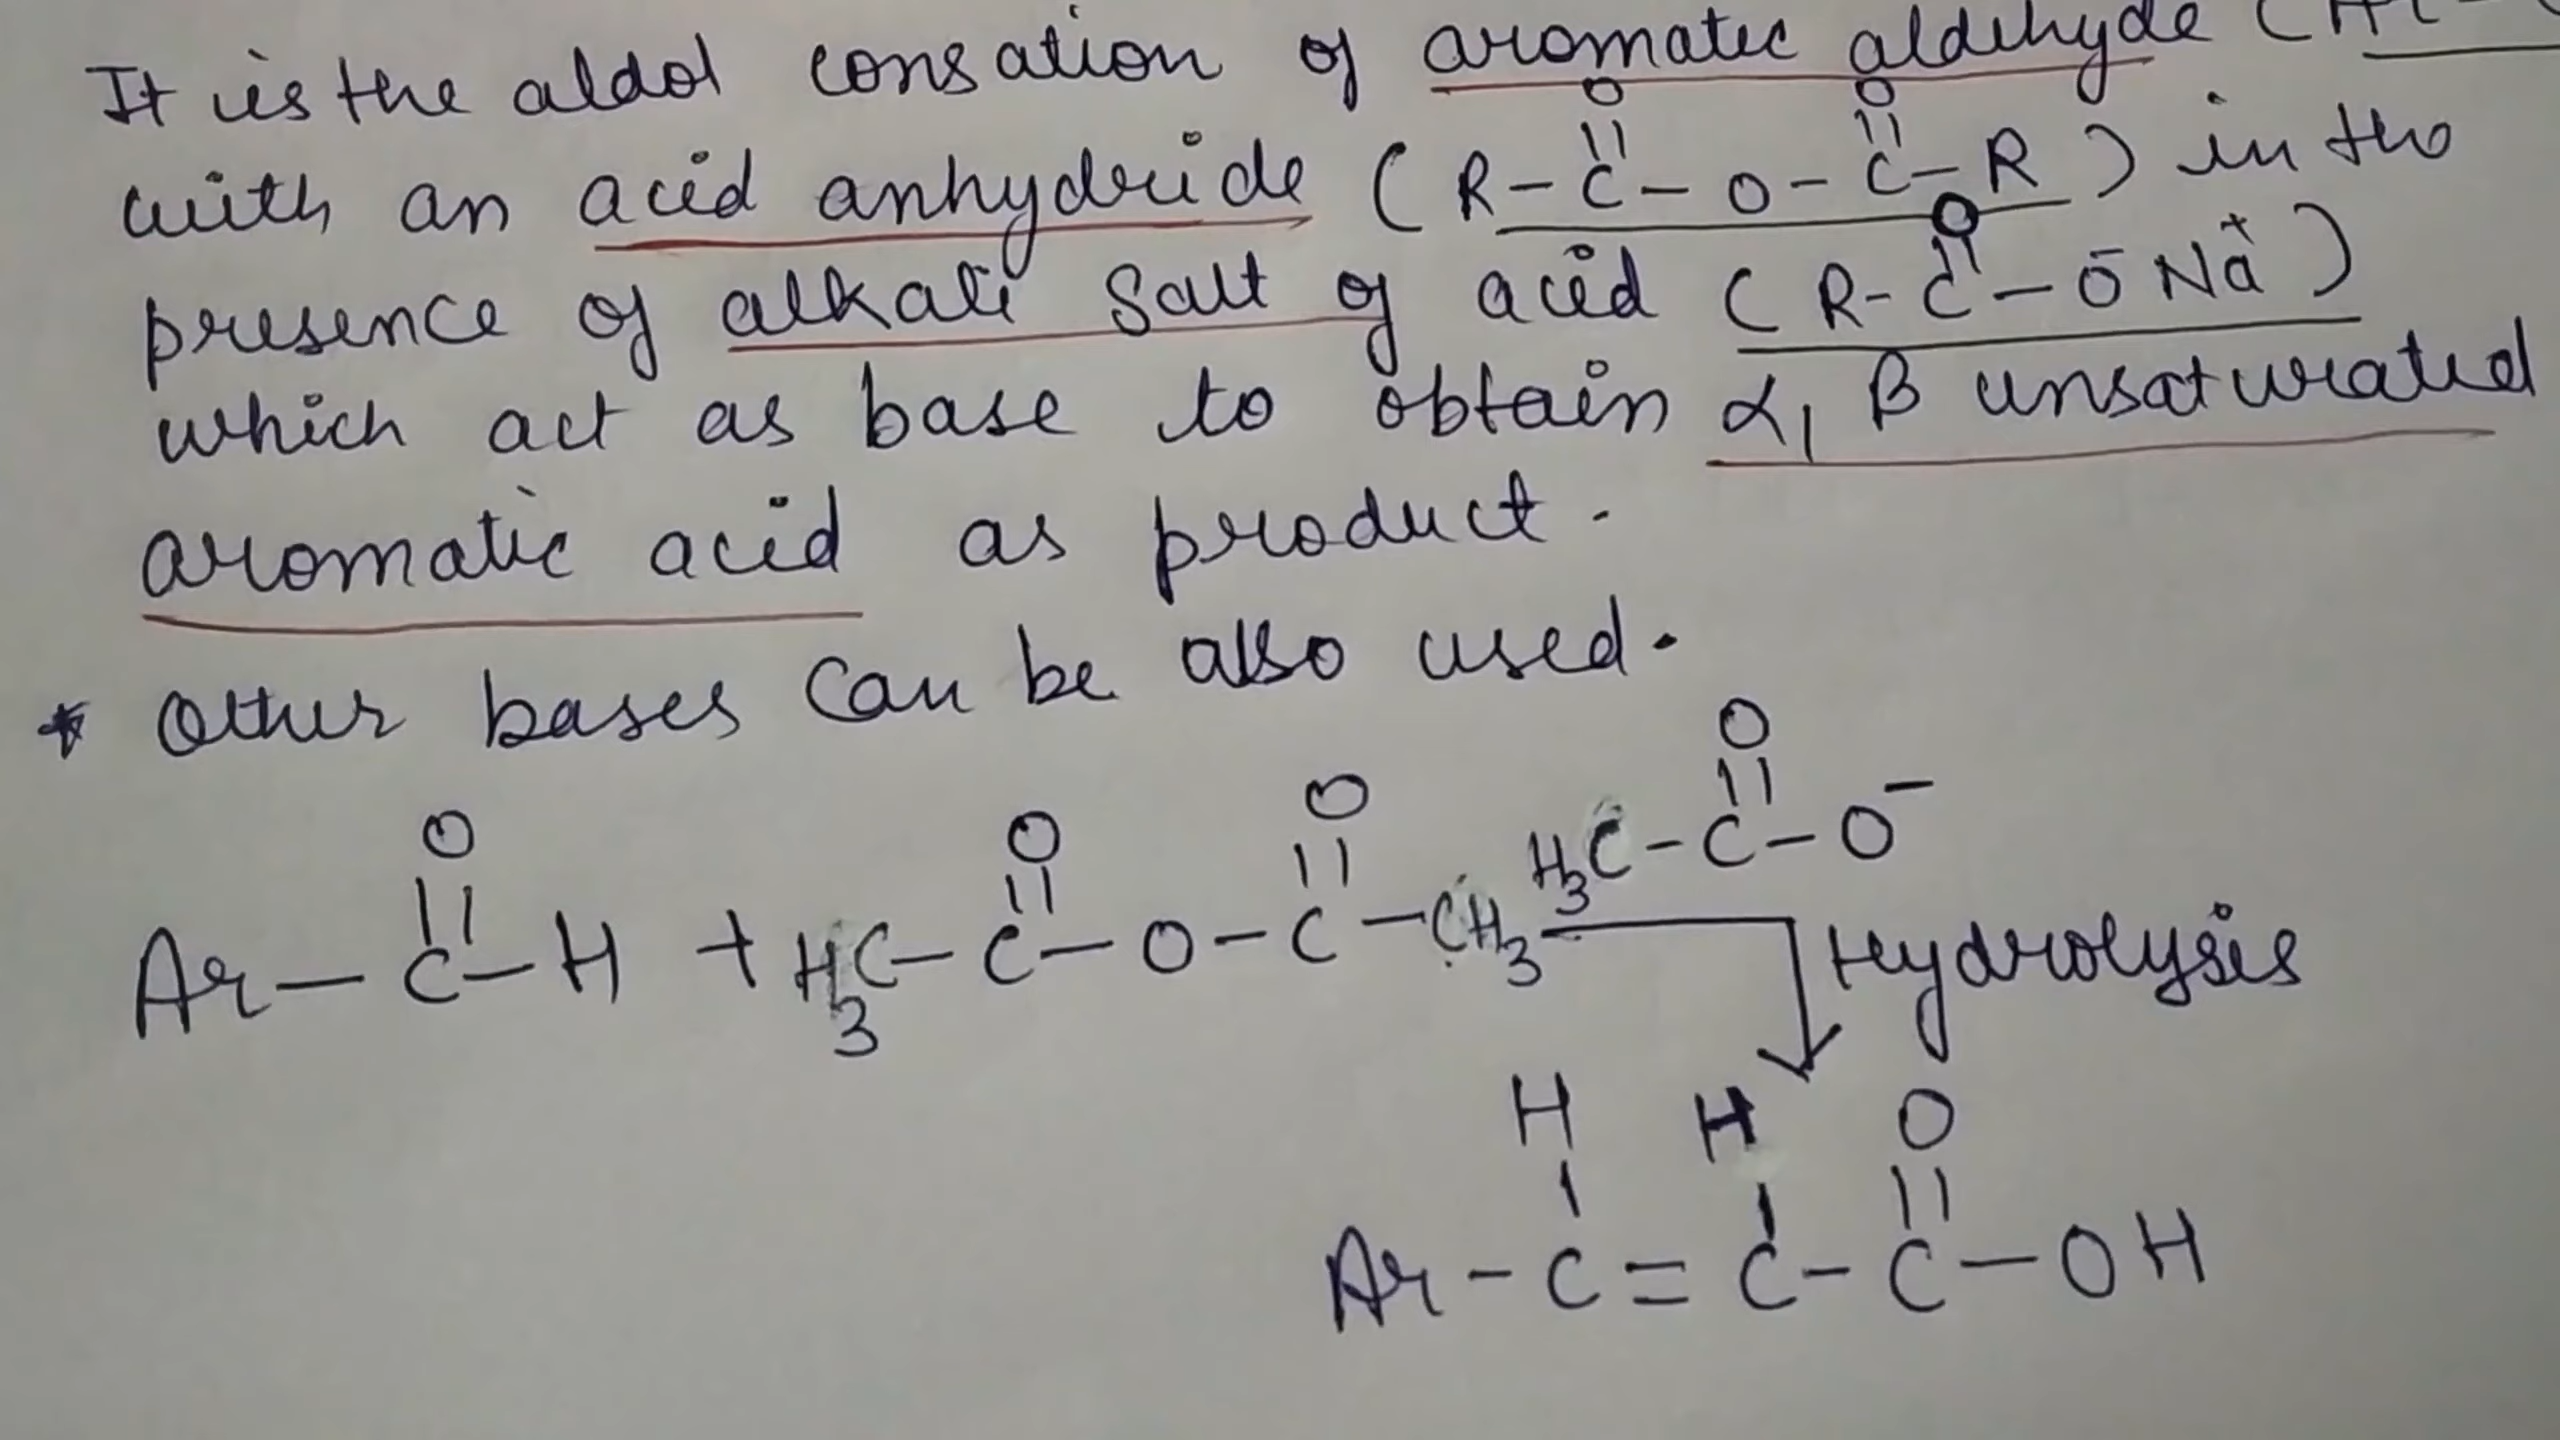 It is the aldol consation of aromatic aldehyde (Ar-
with an acid anhydride (R-C(=O)-O-C(=O)-R) in the
presence of alkali salt of acid (R-C(=O)-O⁻Na⁺)
which act as base to obtain α, β unsaturated
aromatic acid as product.
* Other bases can be also used.
Ar-C(=O)-H + H₃C-C(=O)-O-C(=O)-CH₃ H₃C-C(=O)-O⁻
Hydrolysis
Ar-C(H)=C(H)-C(=O)-OH